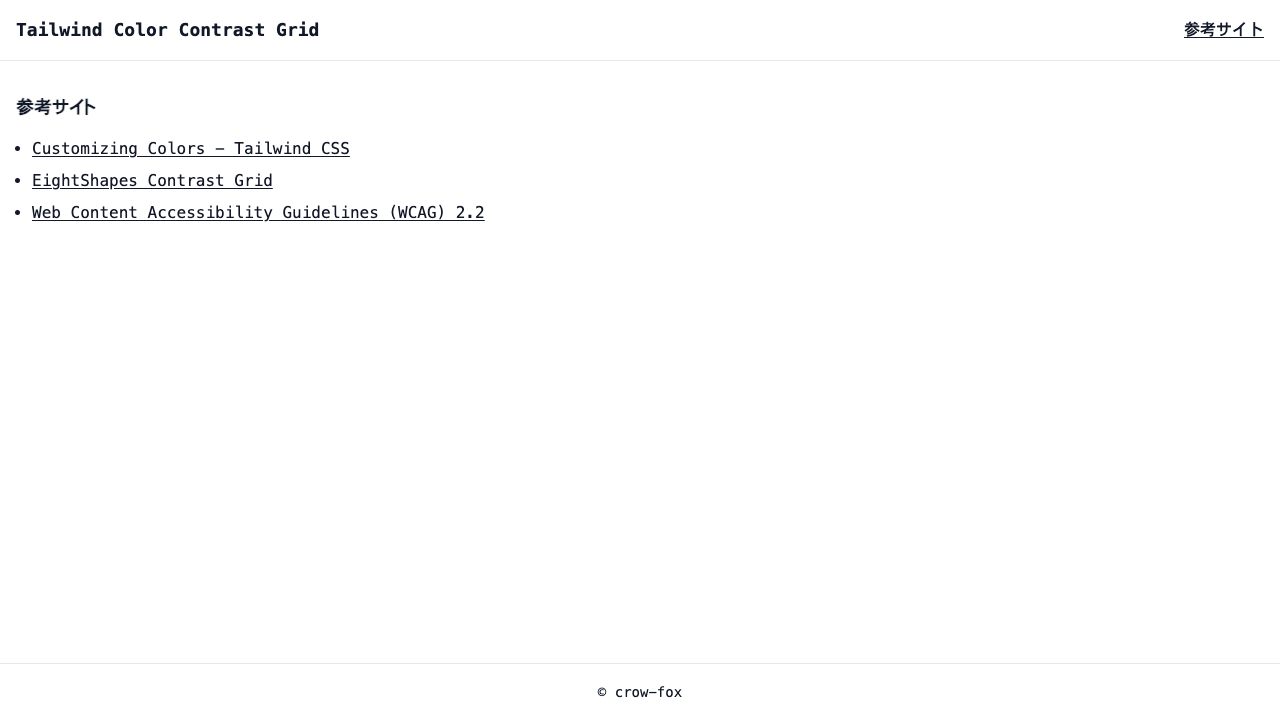 Tailwind Color Contrast Grid
参考サイト
参考サイト
• Customizing Colors – Tailwind CSS
• EightShapes Contrast Grid
• Web Content Accessibility Guidelines (WCAG) 2.2
© crow-fox